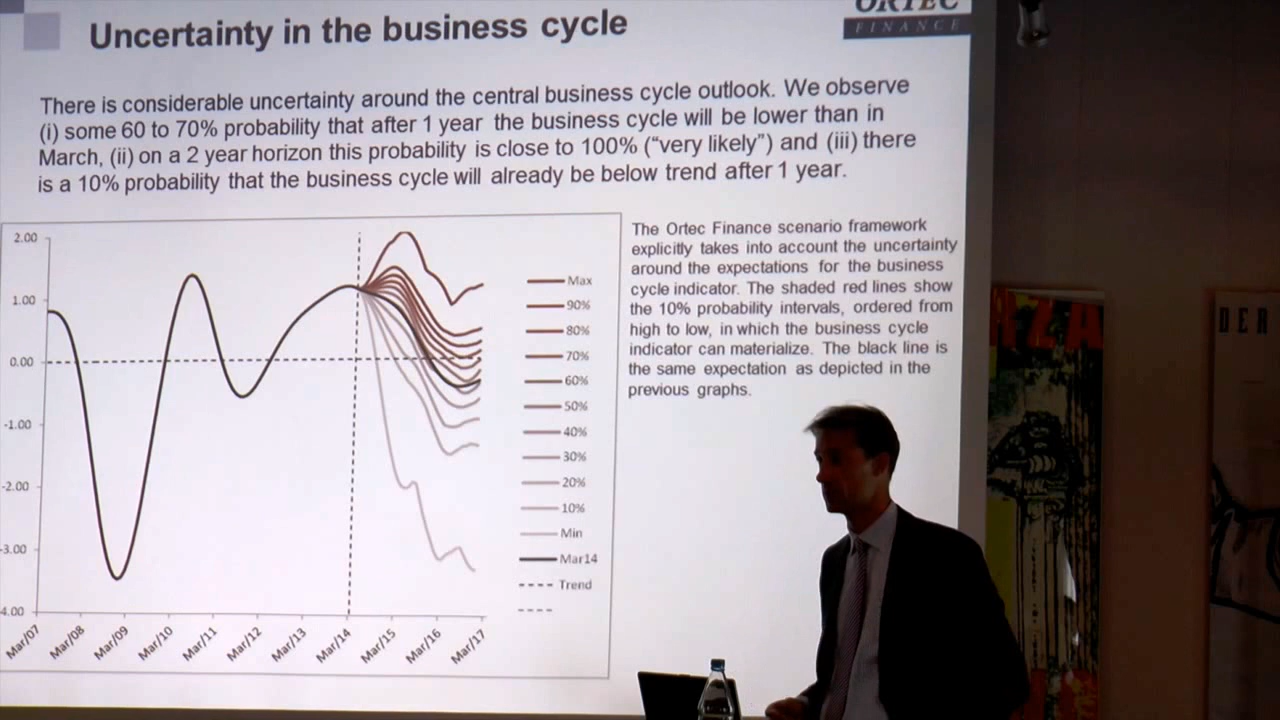 Uncertainty in the business cycle
ORTEC
FINANCE
There is considerable uncertainty around the central business cycle outlook. We observe
(i) some 60 to 70% probability that after 1 year the business cycle will be lower than in
March, (ii) on a 2 year horizon this probability is close to 100% (“very likely”) and (iii) there
is a 10% probability that the business cycle will already be below trend after 1 year.
The Ortec Finance scenario framework
explicitly takes into account the uncertainty
around the expectations for the business
cycle indicator. The shaded red lines show
the 10% probability intervals, ordered from
high to low, in which the business cycle
indicator can materialize. The black line is
the same expectation as depicted in the
previous graphs.
2.00
1.00
0.00
-1.00
-2.00
-3.00
4.00
Mar/07
Mar/08
Mar/09
Mar/10
Mar/11
Mar/12
Mar/13
Mar/14
Mar/15
Mar/16
Mar/17
Max
90%
80%
70%
60%
50%
40%
30%
20%
10%
Min
Mar14
Trend
DER